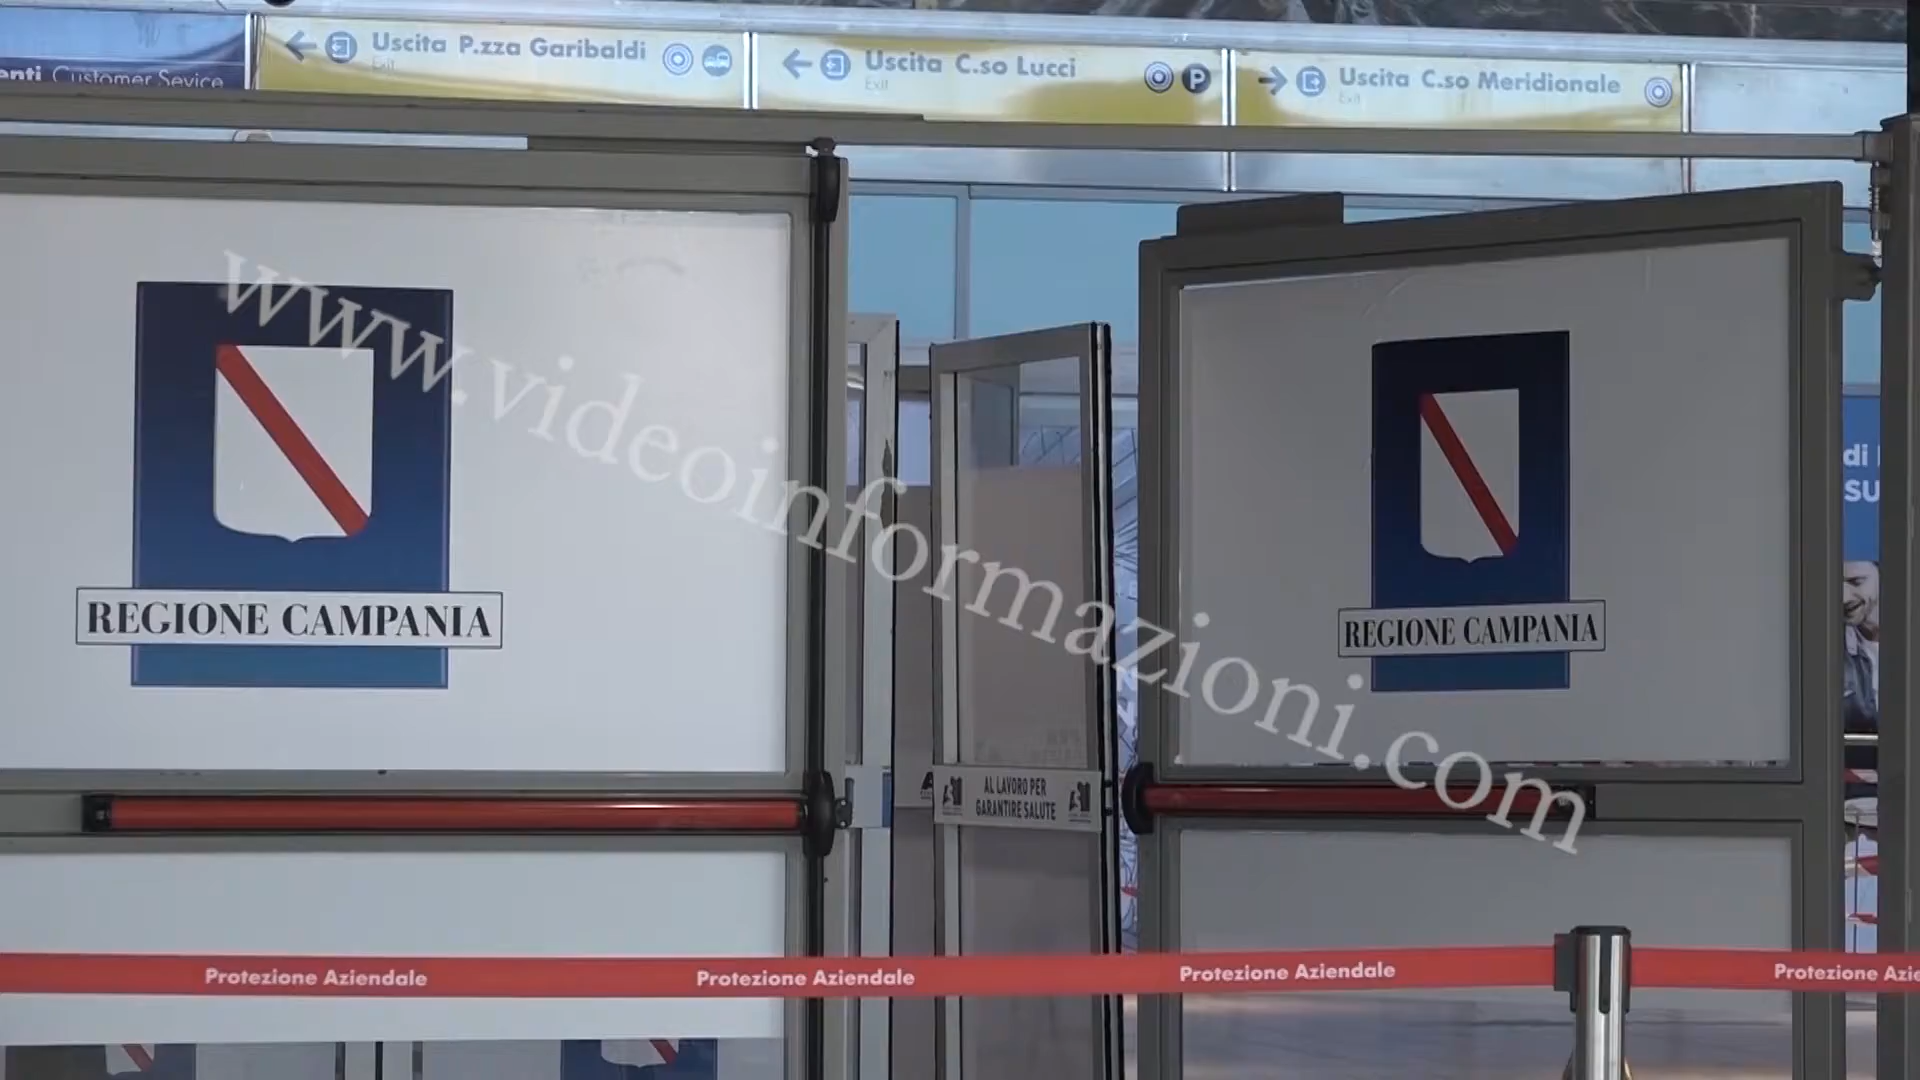 enti Customer Sevice
Uscita P.zza Garibaldi
Exit
Uscita C.so Lucci
Exit
P
Uscita C.so Meridionale
Exit
www.videoinformazioni.com
REGIONE CAMPANIA
REGIONE CAMPANIA
di
SU
AL LAVORO PER
GARANTIRE SALUTE
Protezione Aziendale
Protezione Aziendale
Protezione Aziendale
Protezione Azie